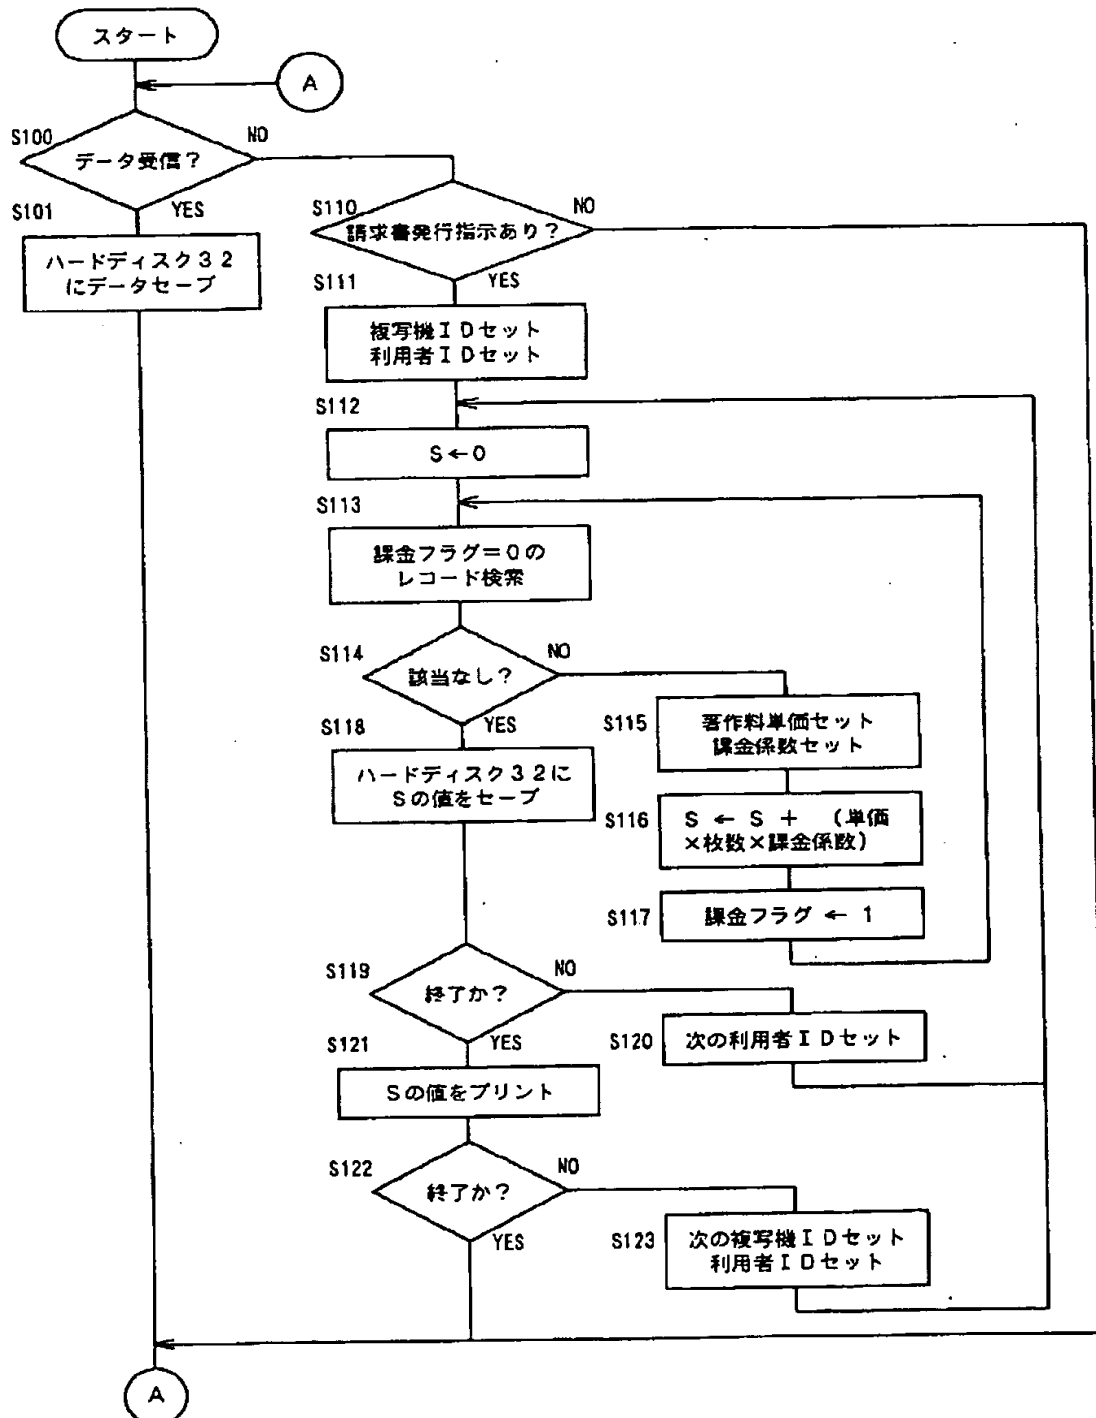 スタート
A
S100
データ受信？
NO
YES
S101
ハードディスク３２
にデータセーブ
S110
請求書発行指示あり？
NO
YES
S111
複写機ＩＤセット
利用者ＩＤセット
S112
S←0
S113
課金フラグ＝0の
レコード検索
S114
該当なし？
NO
YES
S115
著作料単価セット
課金係数セット
S116
S ← S ＋ （単価
×枚数×課金係数）
S117
課金フラグ ← 1
S118
ハードディスク３２に
Sの値をセーブ
S119
終了か？
NO
YES
S120
次の利用者ＩＤセット
S121
Sの値をプリント
S122
終了か？
NO
YES
S123
次の複写機ＩＤセット
利用者ＩＤセット
A